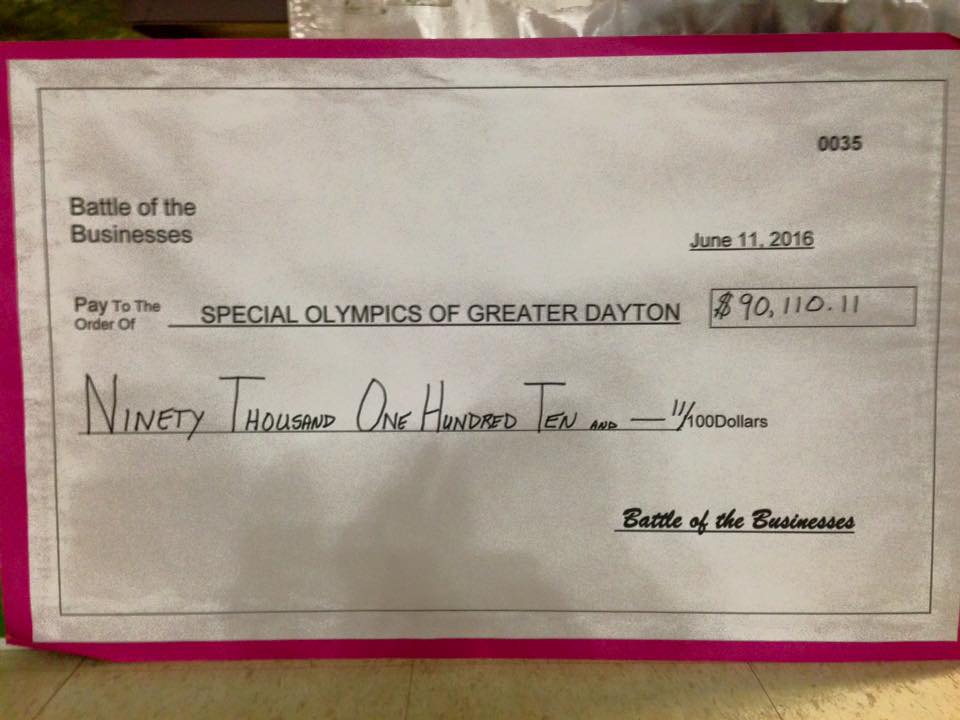 0035
Battle of the
Businesses
June 11, 2016
Pay To The
Order Of
SPECIAL OLYMPICS OF GREATER DAYTON
$90,110.11
NINETY THOUSAND ONE HUNDRED TEN AND — 11/100Dollars
Battle of the Businesses